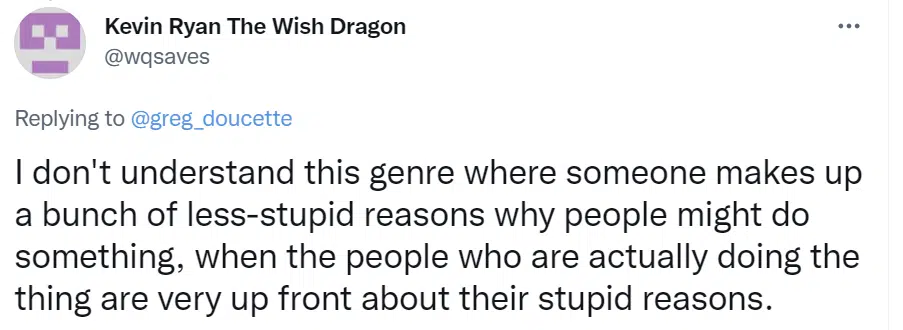 Kevin Ryan The Wish Dragon
@wqsaves
Replying to @greg_doucette
I don't understand this genre where someone makes up
a bunch of less-stupid reasons why people might do
something, when the people who are actually doing the
thing are very up front about their stupid reasons.